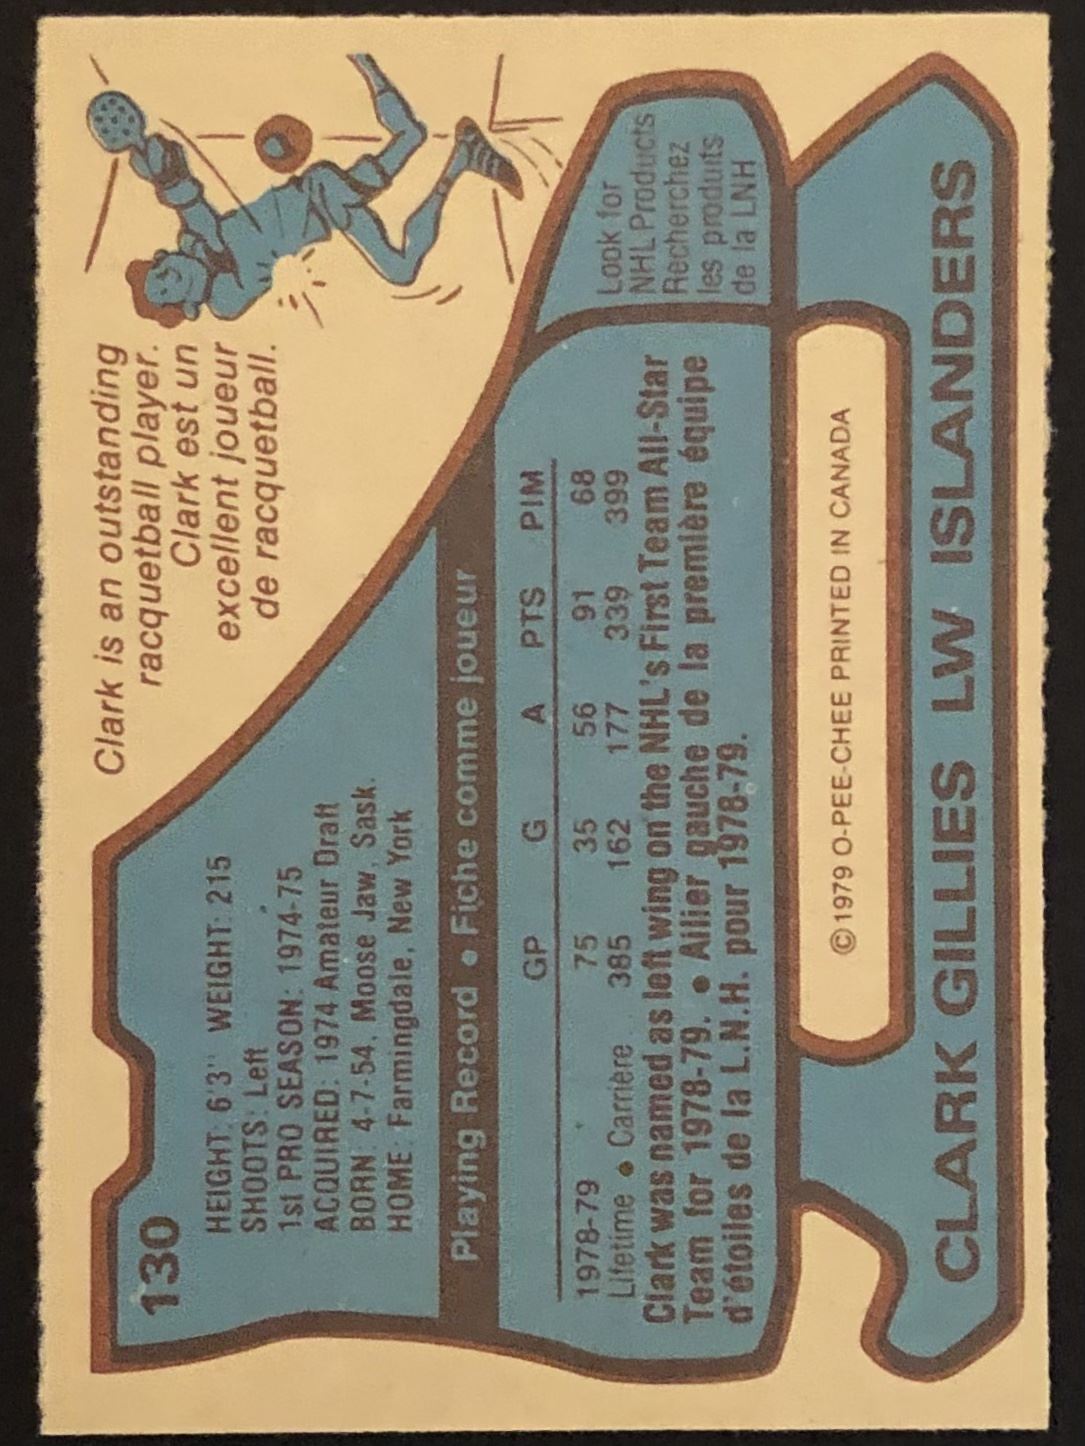 130
Clark is an outstanding
racquetball player.
Clark est un
excellent joueur
de racquetball.
HEIGHT: 6'3" WEIGHT: 215
SHOOTS: Left
1st PRO SEASON: 1974-75
ACQUIRED: 1974 Amateur Draft
BORN: 4-7-54, Moose Jaw, Sask.
HOME: Farmingdale, New York
Playing Record • Fiche comme joueur
GP G A PTS PIM
1978-79 75 35 56 91 68
Lifetime • Carrière 385 162 177 339 399
Clark was named as left wing on the NHL's First Team All-Star
Team for 1978-79. • Ailier gauche de la première équipe
d'étoiles de la L.N.H. pour 1978-79.
Look for
NHL Products
Recherchez
les produits
de la LNH
©1979 O-PEE-CHEE PRINTED IN CANADA
CLARK GILLIES LW ISLANDERS